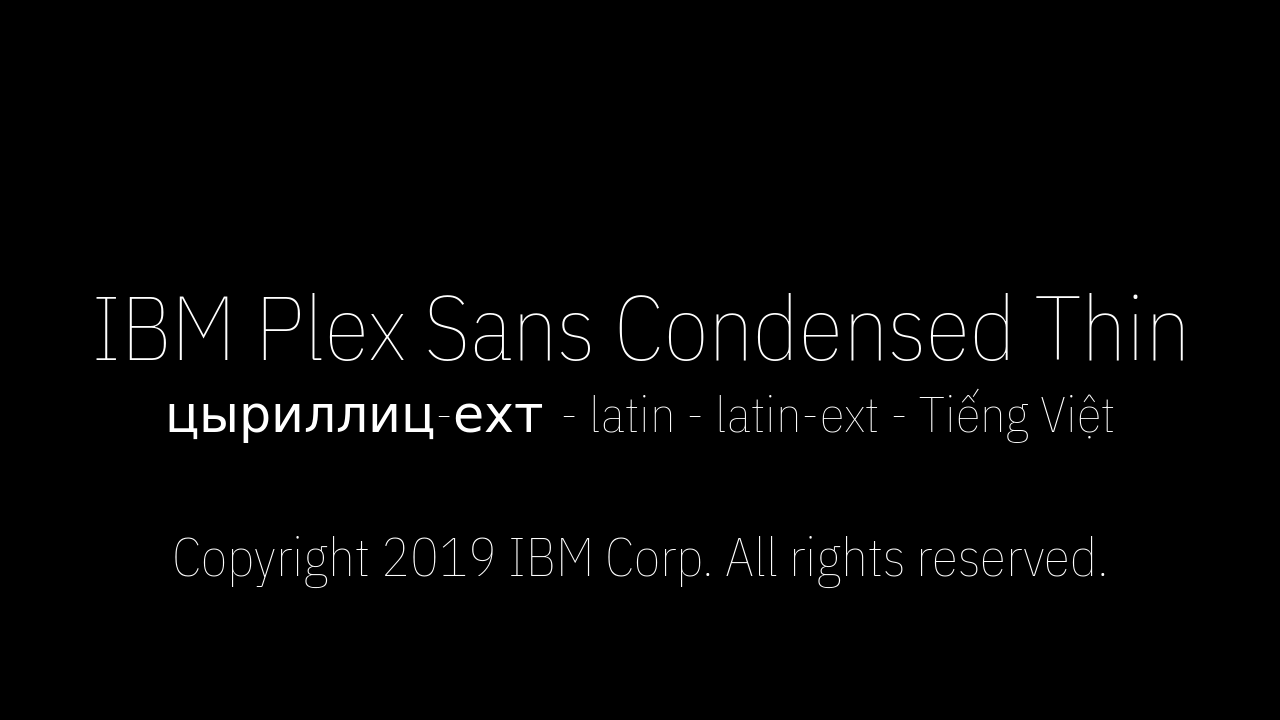 IBM Plex Sans Condensed Thin
цыриллиц-ехт - latin - latin-ext - Tiếng Việt
Copyright 2019 IBM Corp. All rights reserved.